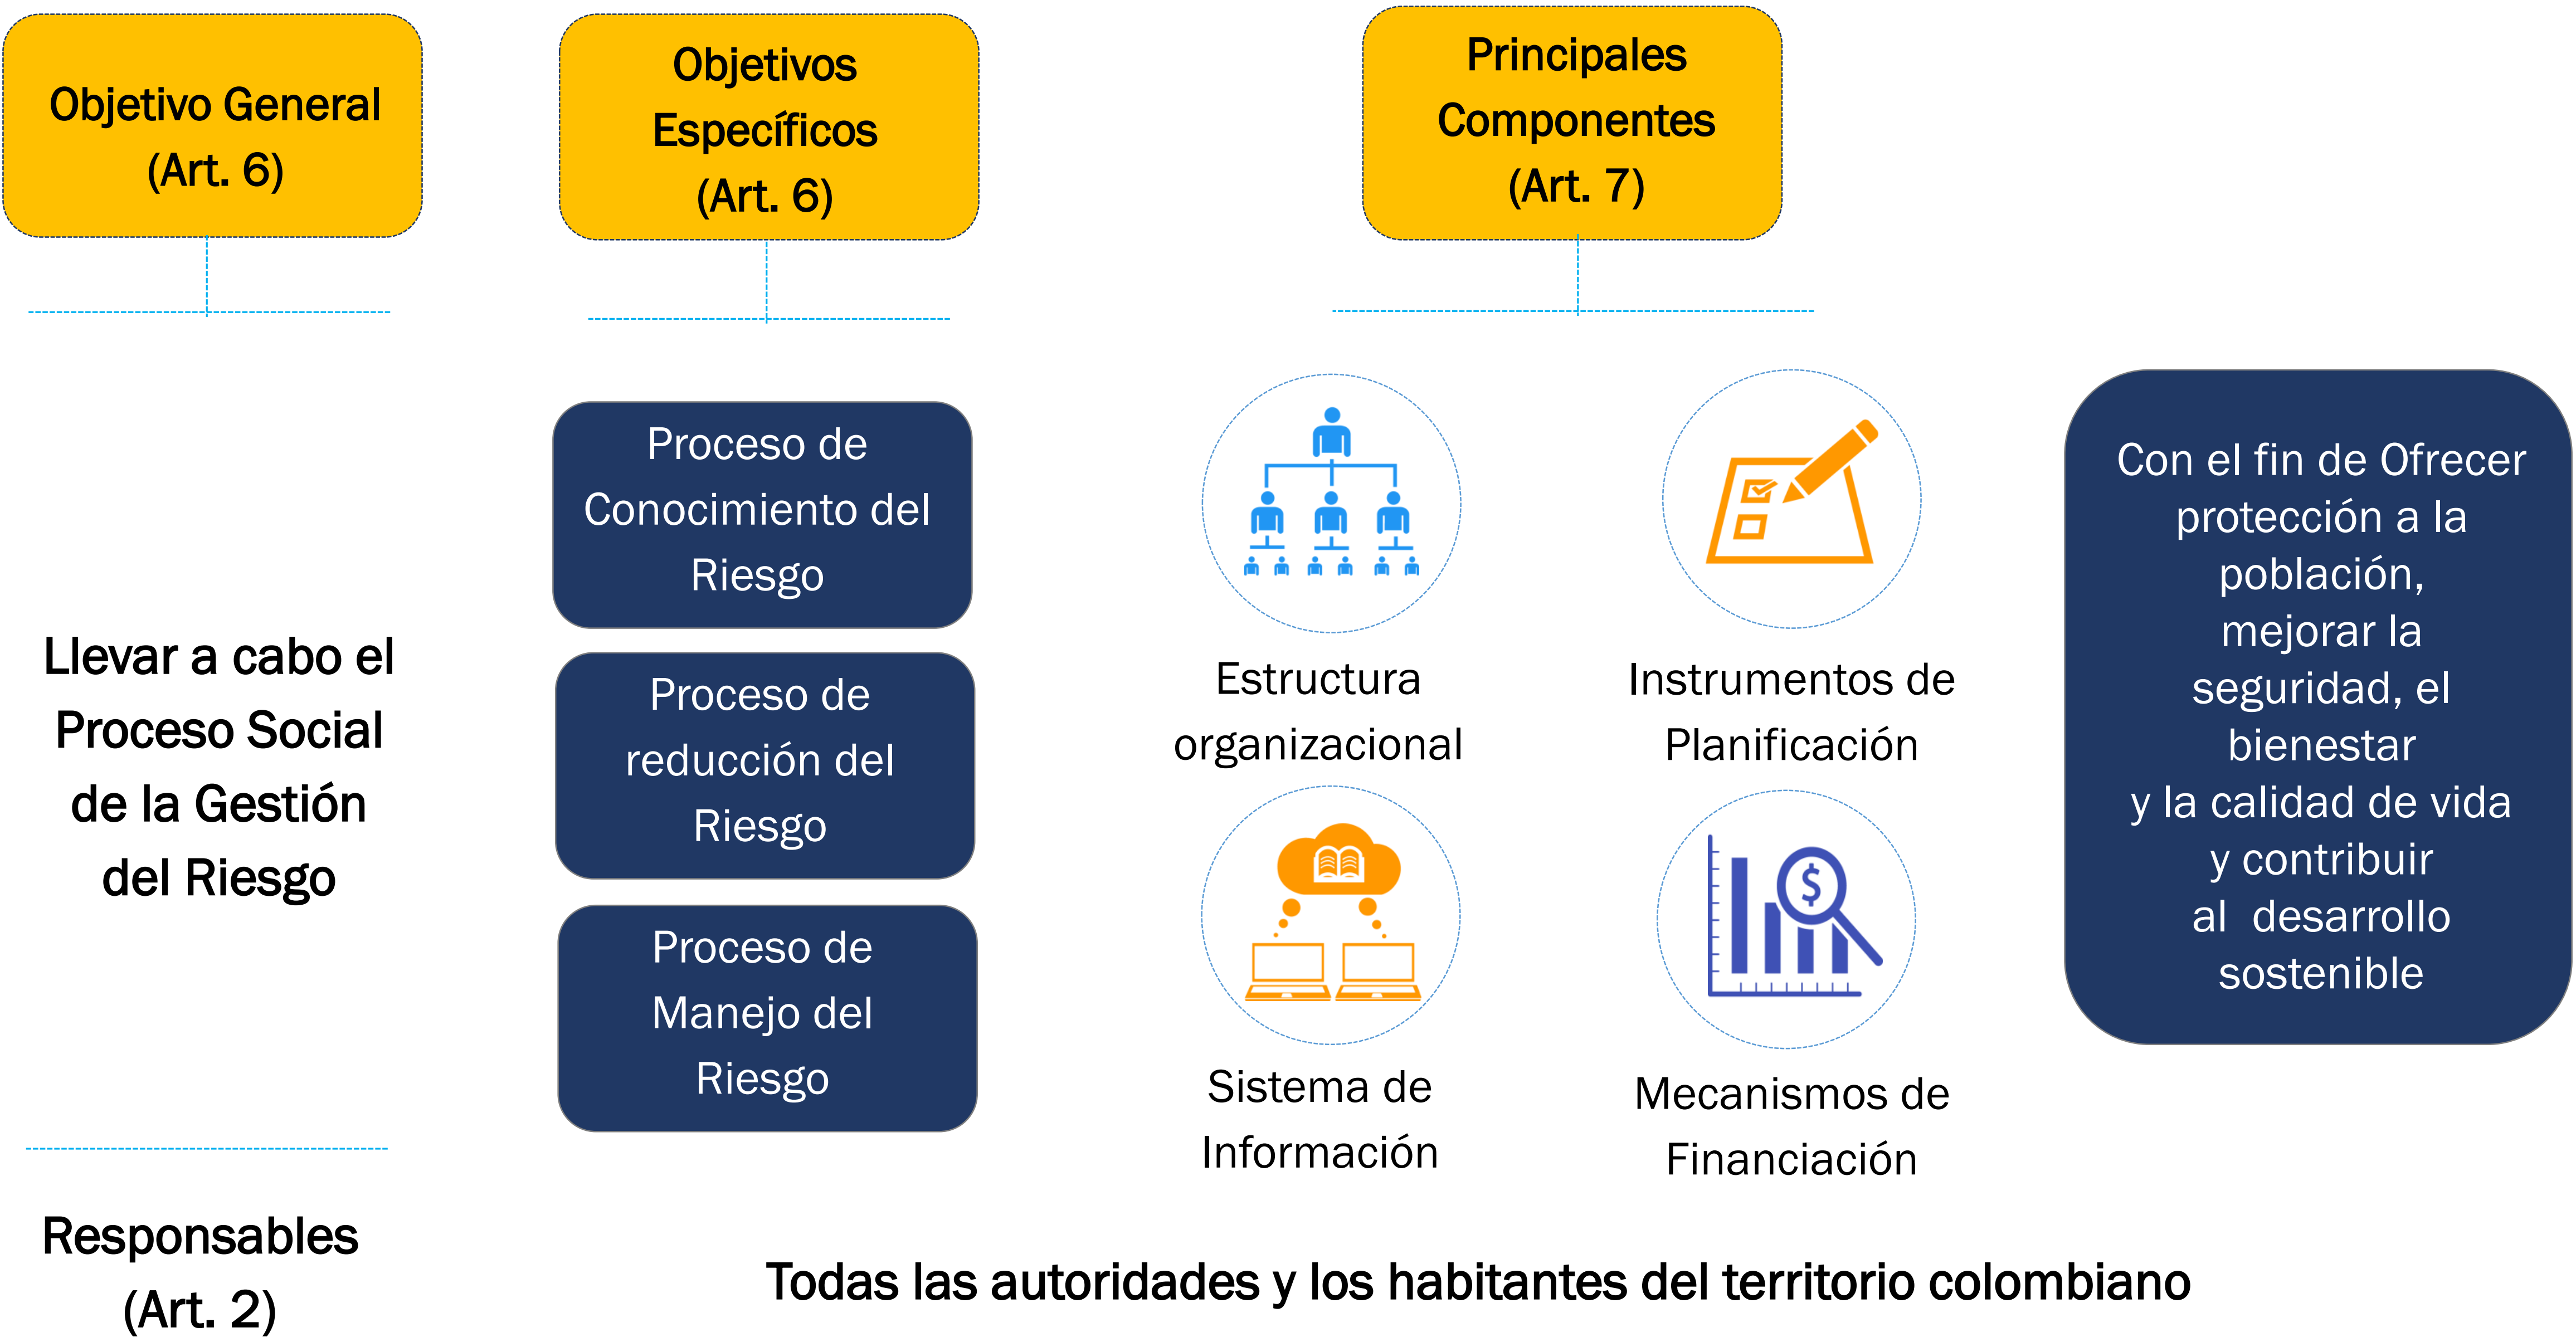 Objetivo General
(Art. 6)
Objetivos
Específicos
(Art. 6)
Principales
Componentes
(Art. 7)
Llevar a cabo el
Proceso Social
de la Gestión
del Riesgo
Proceso de
Conocimiento del
Riesgo
Proceso de
reducción del
Riesgo
Proceso de
Manejo del
Riesgo
Estructura
organizacional
Instrumentos de
Planificación
Sistema de
Información
$
Mecanismos de
Financiación
Con el fin de Ofrecer
protección a la
población,
mejorar la
seguridad, el
bienestar
y la calidad de vida
y contribuir
al desarrollo
sostenible
Responsables
(Art. 2)
Todas las autoridades y los habitantes del territorio colombiano